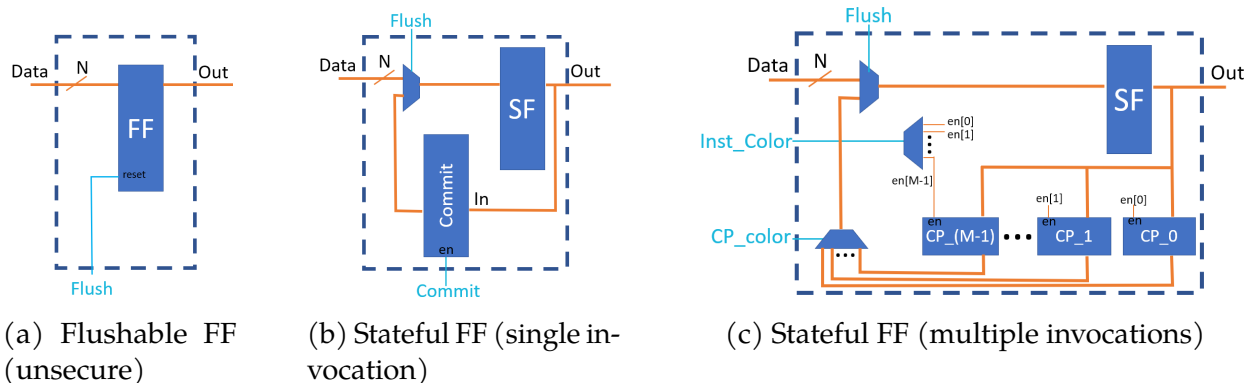 Flush
Data
N
Out
FF
reset
Flush
(a) Flushable FF
(unsecure)
Flush
Data
N
Out
SF
Commit
In
en
Commit
(b) Stateful FF (single in-
vocation)
Flush
Data
N
Out
SF
Inst_Color
en[0]
en[1]
en[M-1]
en[1]
en[0]
en
en
en
CP_color
CP_(M-1)
CP_1
CP_0
(c) Stateful FF (multiple invocations)